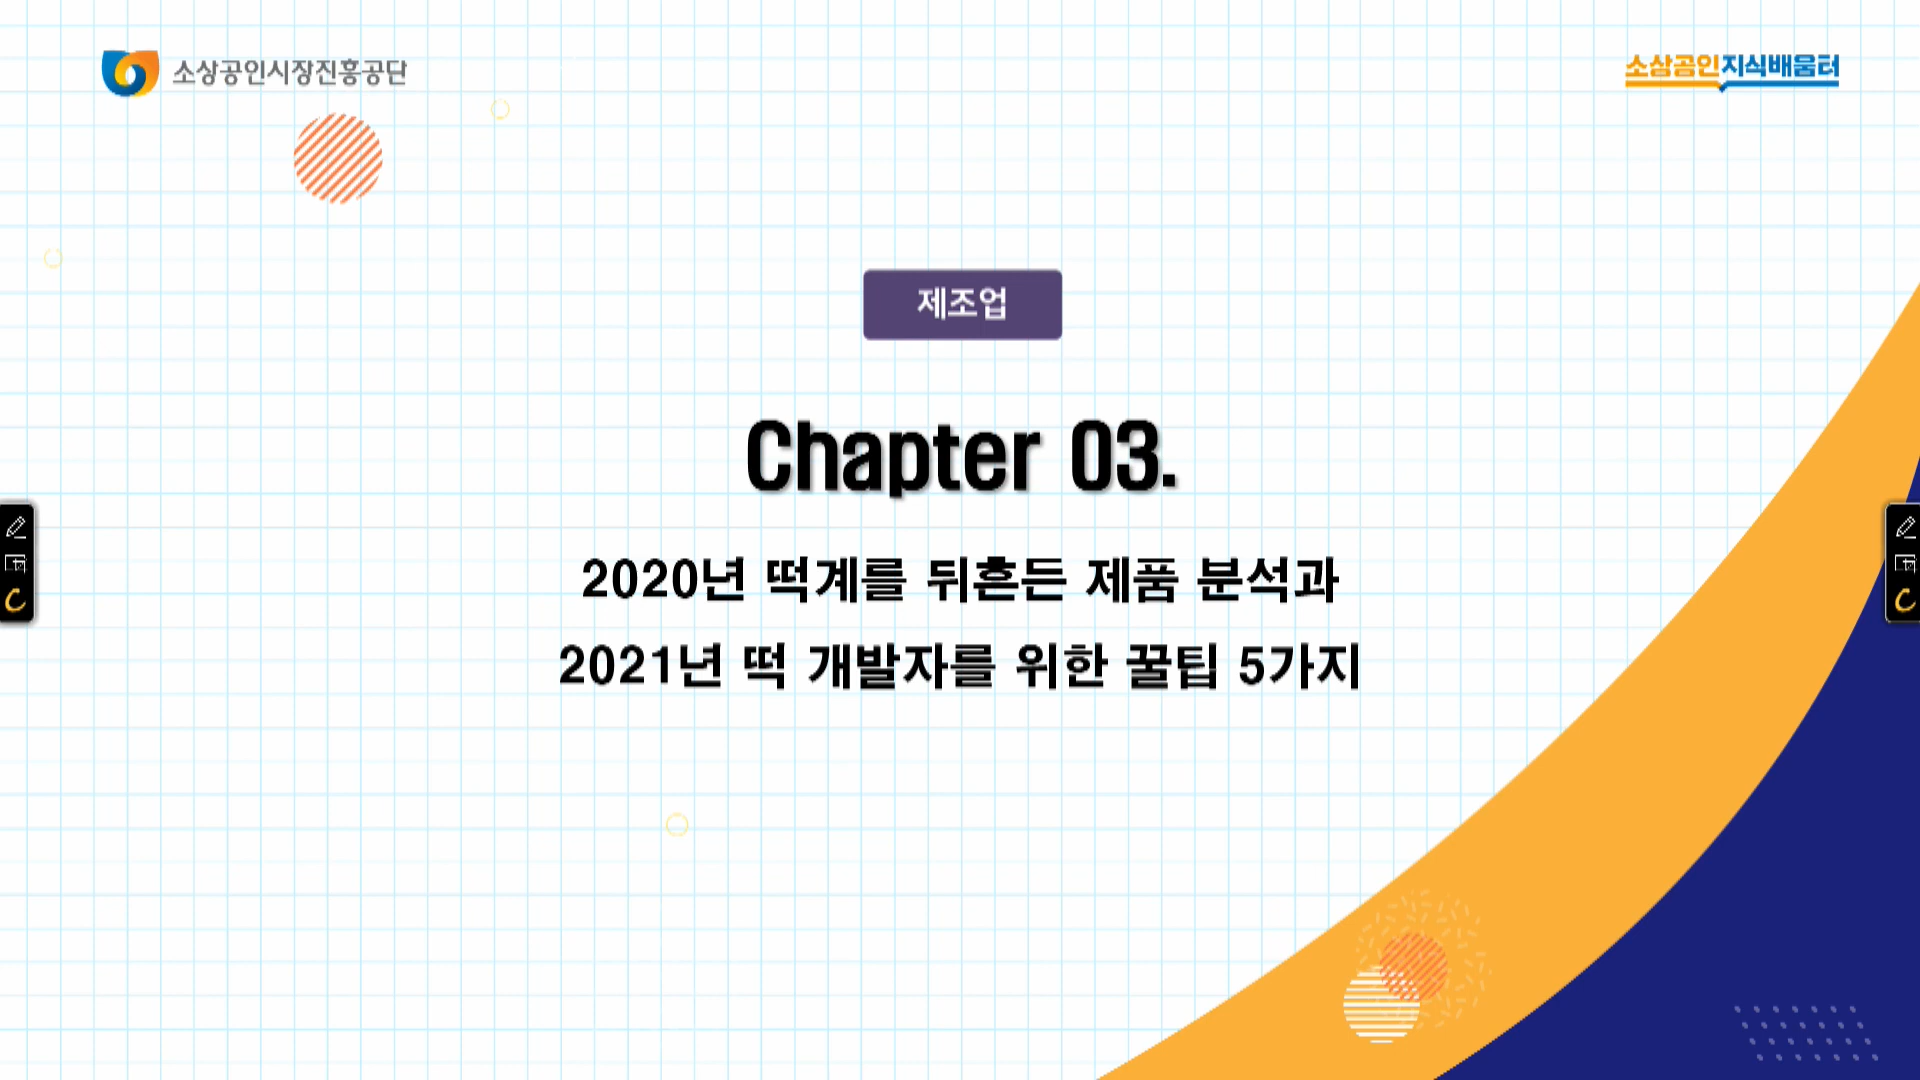 소상공인시장진흥공단
소상공인지식배움터
제조업
Chapter 03.
2020년 떡계를 뒤흔든 제품 분석과
2021년 떡 개발자를 위한 꿀팁 5가지